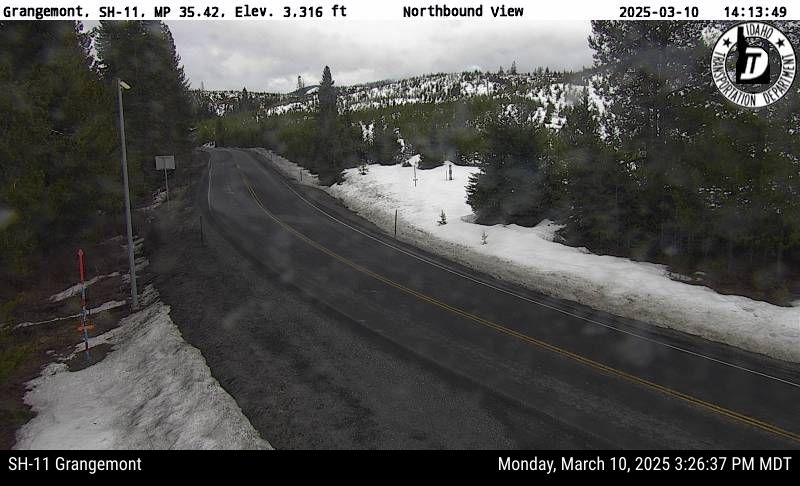 Grangemont, SH-11, MP 35.42, Elev. 3,316 ft Northbound View 2025-03-10 14:13:49
IDAHO
TRANSPORTATION DEPARTMENT
SH-11 Grangemont Monday, March 10, 2025 3:26:37 PM MDT